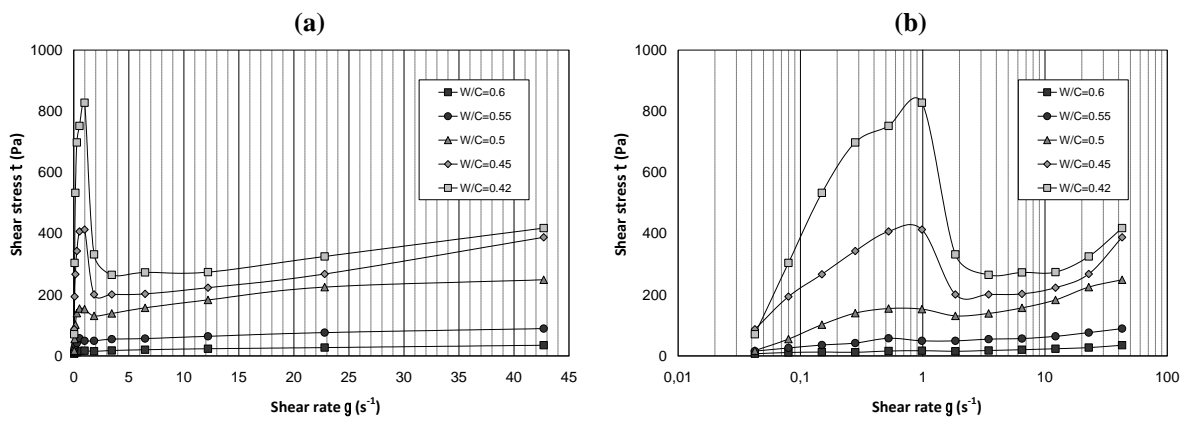 (a)
1000
800
600
400
200
0
Shear stress t (Pa)
0 5 10 15 20 25 30 35 40 45
Shear rate g (s-1)
W/C=0.6
W/C=0.55
W/C=0.5
W/C=0.45
W/C=0.42
(b)
1000
800
600
400
200
0
Shear stress t (Pa)
0,01 0,1 1 10 100
Shear rate g (s-1)
W/C=0.6
W/C=0.55
W/C=0.5
W/C=0.45
W/C=0.42